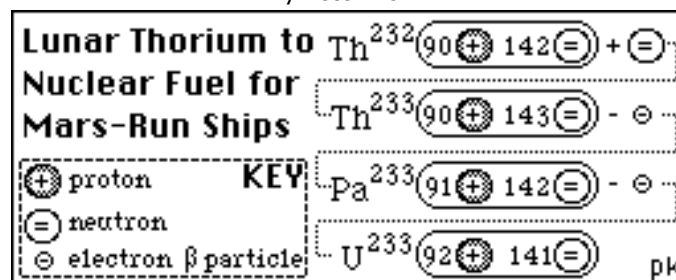 Lunar Thorium to
Nuclear Fuel for
Mars-Run Ships
KEY
+ proton
= neutron
⊖ electron β particle
Th232 90 + 142 = + =
Th233 90 + 143 = - ⊖
Pa233 91 + 142 = - ⊖
U233 92 + 141 =
pk